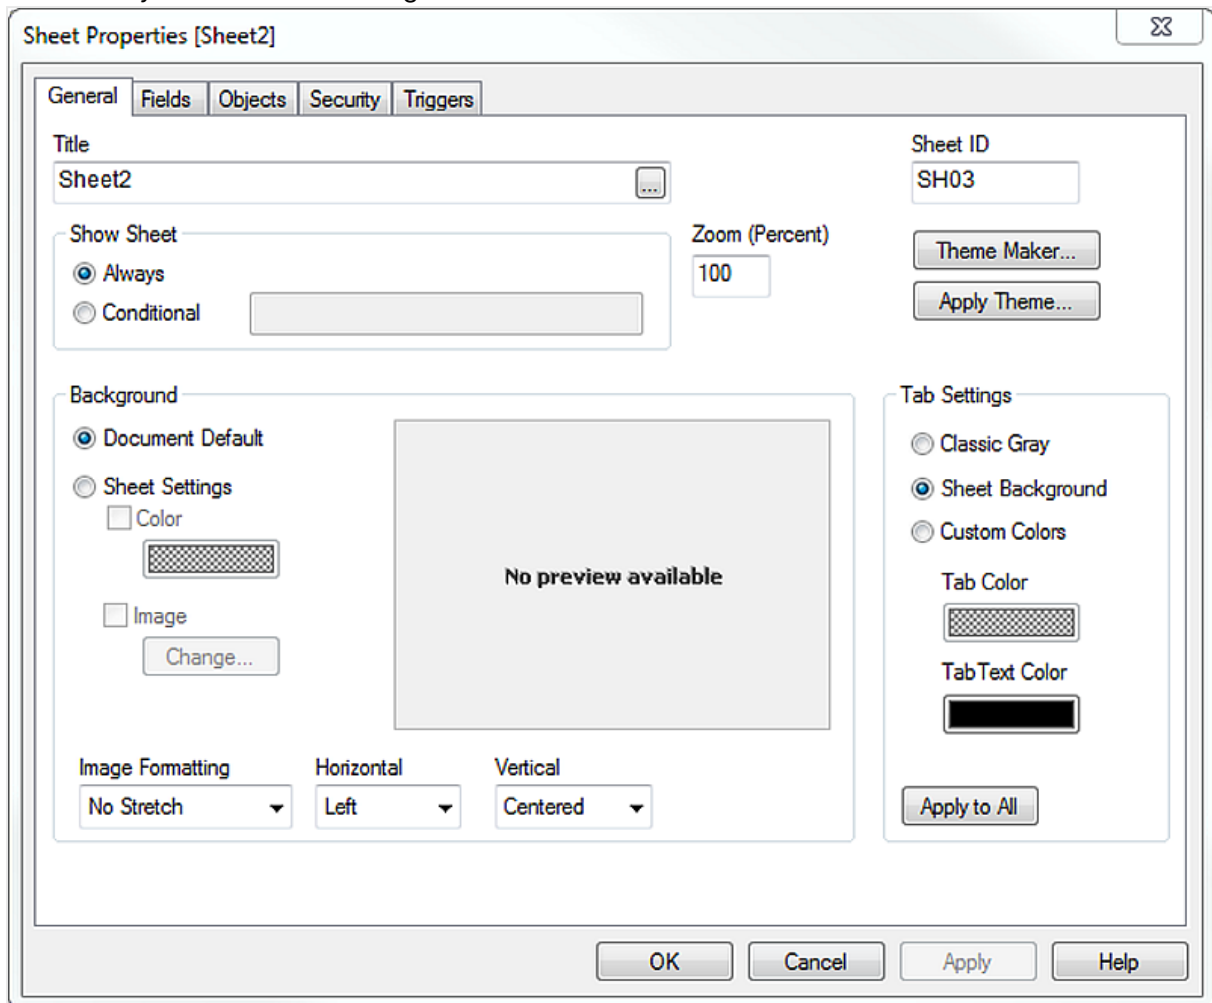 Sheet Properties [Sheet2]
General Fields Objects Security Triggers
Title
Sheet2
...
Sheet ID
SH03
Show Sheet
Always
Conditional
Zoom (Percent)
100
Theme Maker...
Apply Theme...
Background
Document Default
Sheet Settings
Color
Image
Change...
No preview available
Image Formatting
No Stretch
Horizontal
Left
Vertical
Centered
Tab Settings
Classic Gray
Sheet Background
Custom Colors
Tab Color
Tab Text Color
Apply to All
OK Cancel Apply Help